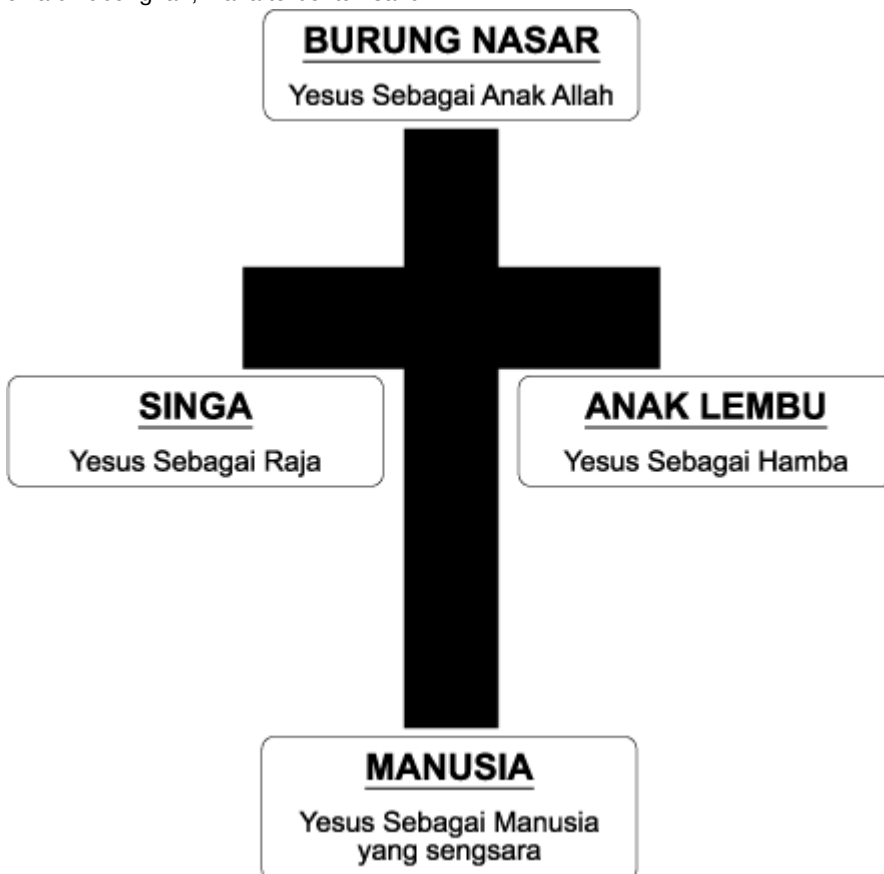 BURUNG NASAR
Yesus Sebagai Anak Allah
SINGA
Yesus Sebagai Raja
ANAK LEMBU
Yesus Sebagai Hamba
MANUSIA
Yesus Sebagai Manusia
yang sengsara